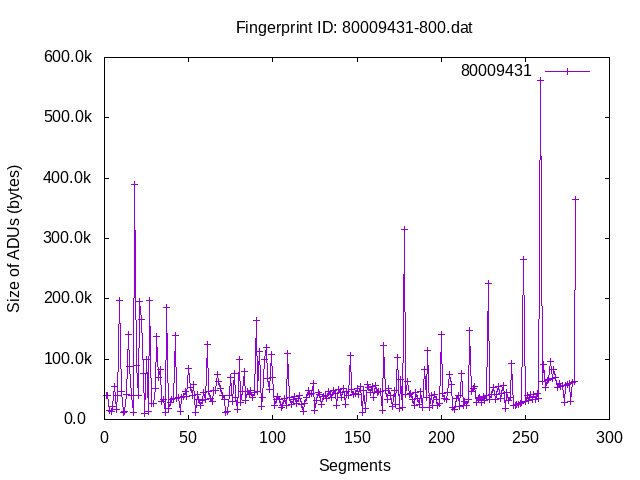 Fingerprint ID: 80009431-800.dat
600.0k
80009431
500.0k
400.0k
300.0k
200.0k
100.0k
0.0
Size of ADUs (bytes)
0 50 100 150 200 250 300
Segments